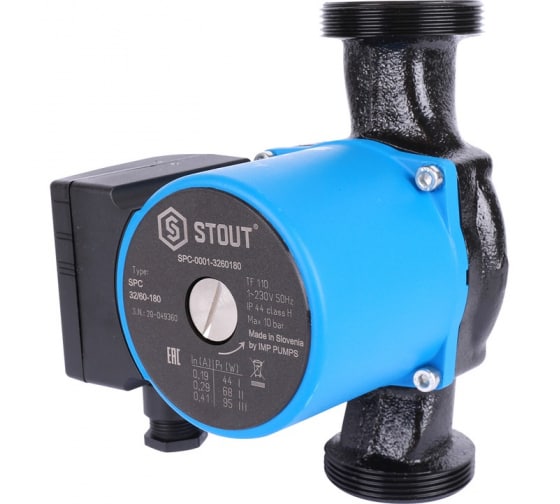 S STOUT®
SPC-0001-3260180
Type:
SPC
32/60-180
S.N.: 20-049360
TF 110
1~230V 50Hz
IP 44 class H
Max 10 bar
Made in Slovenia
by IMP PUMPS
EAC
In [A] P1 [W]
0,19 44 I
0,29 68 II
0,41 95 III